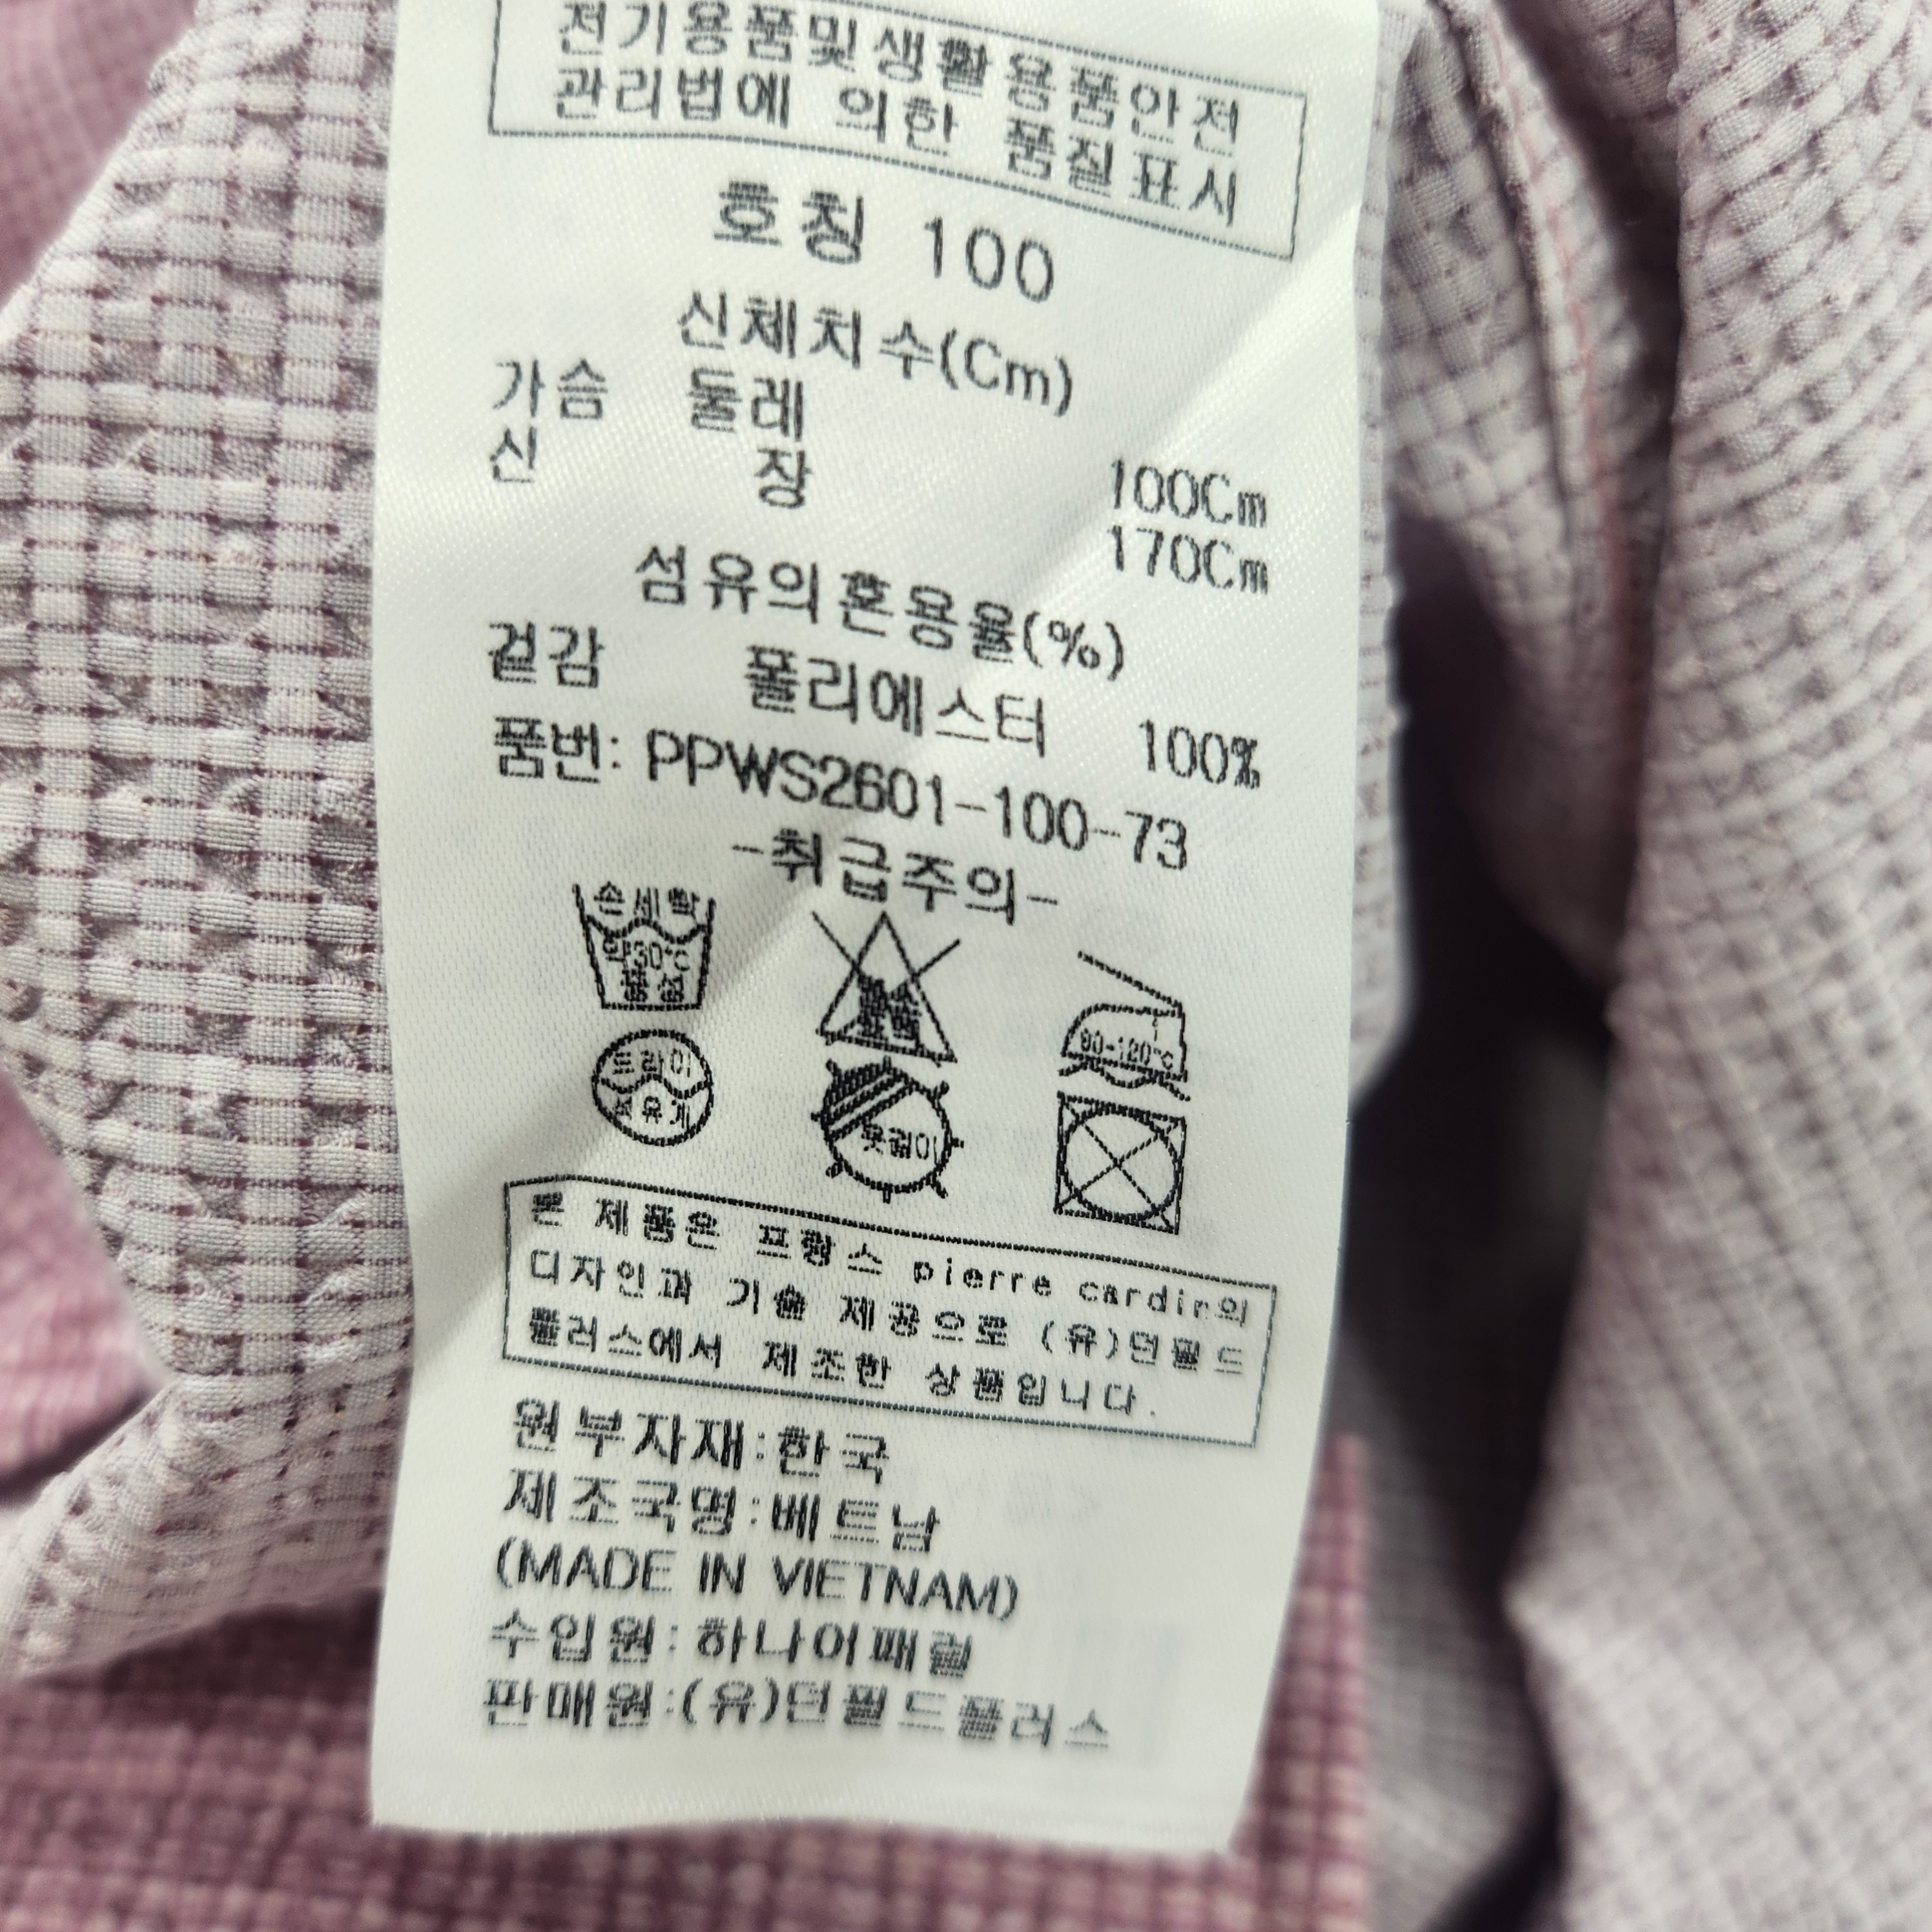 전기용품및생활용품안전
관리법에 의한 품질표시
호칭 100
신체치수(Cm)
가슴 둘레 100Cm
신 장 170Cm
섬유의혼용율(%)
겉감 폴리에스터 100%
품번: PPWS2601-100-73
-취급주의-
손세탁
약30℃
중성
80-120℃
드라이
석유계
옷걸이
본 제품은 프랑스 pierre cardin의
디자인과 기술 제공으로 (유)던필드
플러스에서 제조한 상품입니다.
원부자재:한국
제조국명:베트남
(MADE IN VIETNAM)
수입원:하나어패럴
판매원:(유)던필드플러스